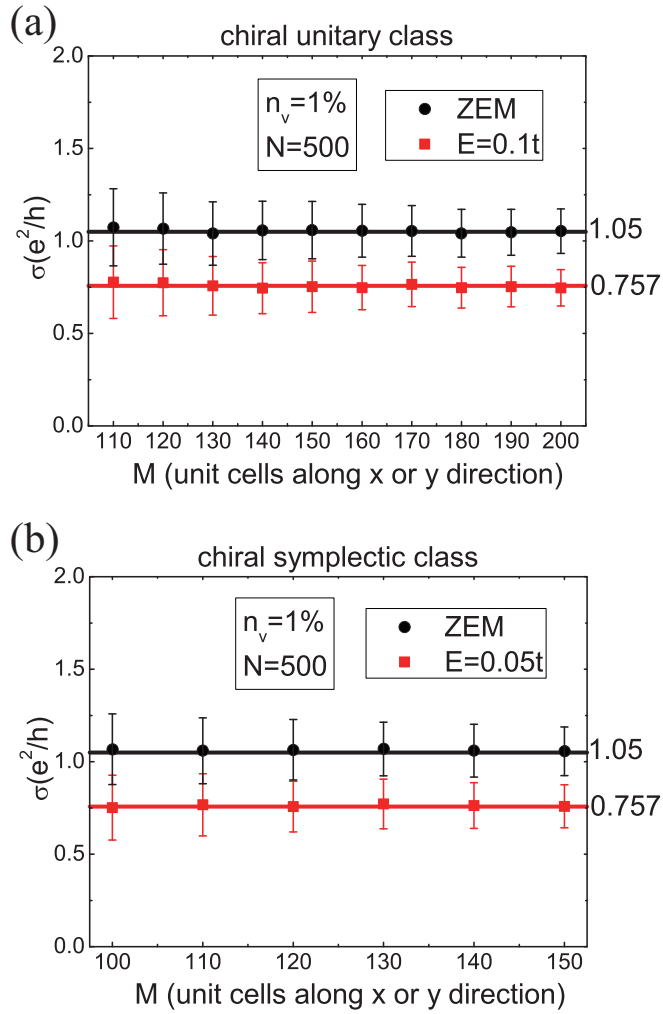 (a)
chiral unitary class
2.0
1.5
1.0
0.5
0.0
σ(e²/h)
nᵥ=1%
N=500
ZEM
E=0.1t
1.05
0.757
110 120 130 140 150 160 170 180 190 200
M (unit cells along x or y direction)
(b)
chiral symplectic class
2.0
1.5
1.0
0.5
0.0
σ(e²/h)
nᵥ=1%
N=500
ZEM
E=0.05t
1.05
0.757
100 110 120 130 140 150
M (unit cells along x or y direction)